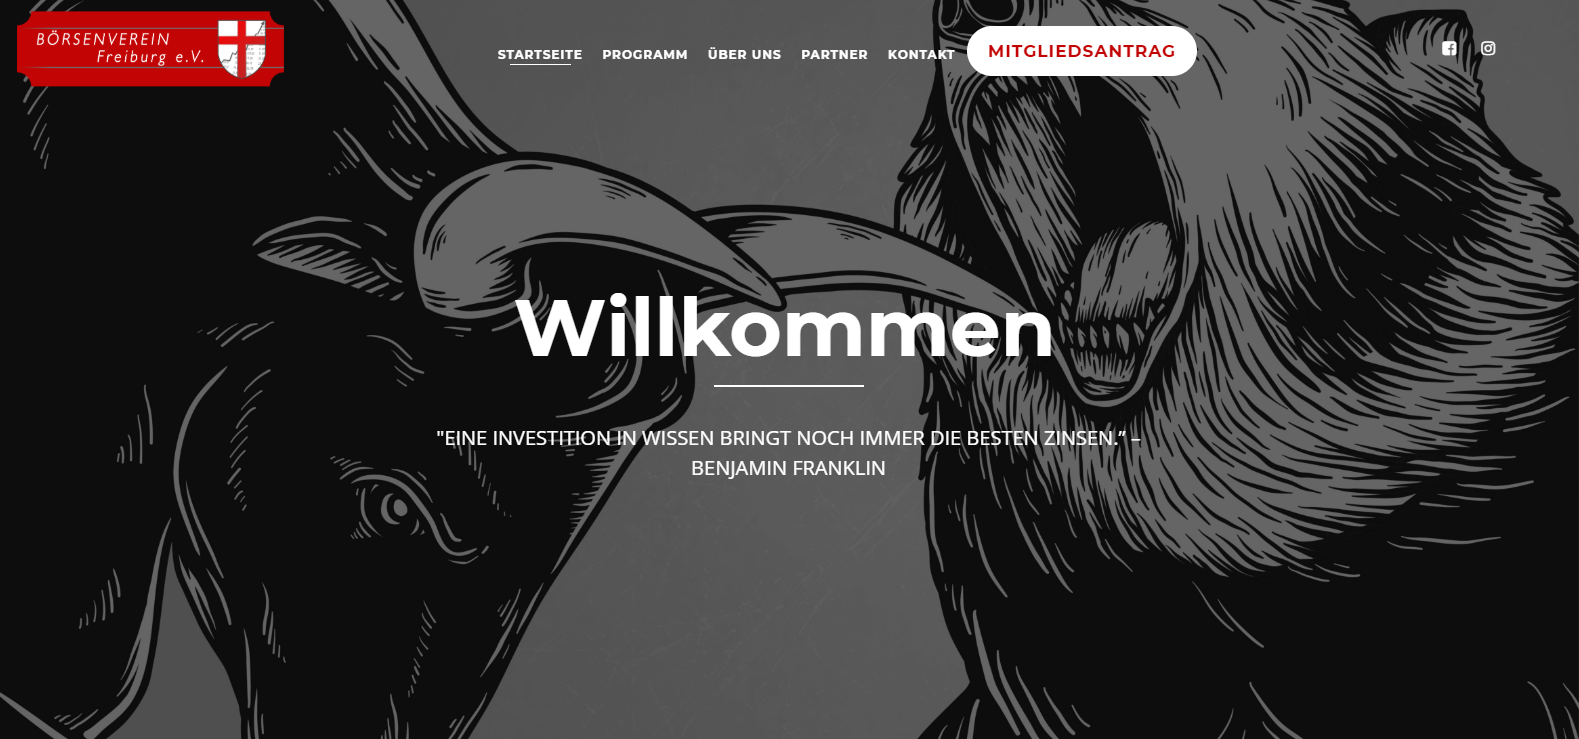 BÖRSENVEREIN
Freiburg e.V.
STARTSEITE PROGRAMM ÜBER UNS PARTNER KONTAKT MITGLIEDSANTRAG
Willkommen
"EINE INVESTITION IN WISSEN BRINGT NOCH IMMER DIE BESTEN ZINSEN.” –
BENJAMIN FRANKLIN